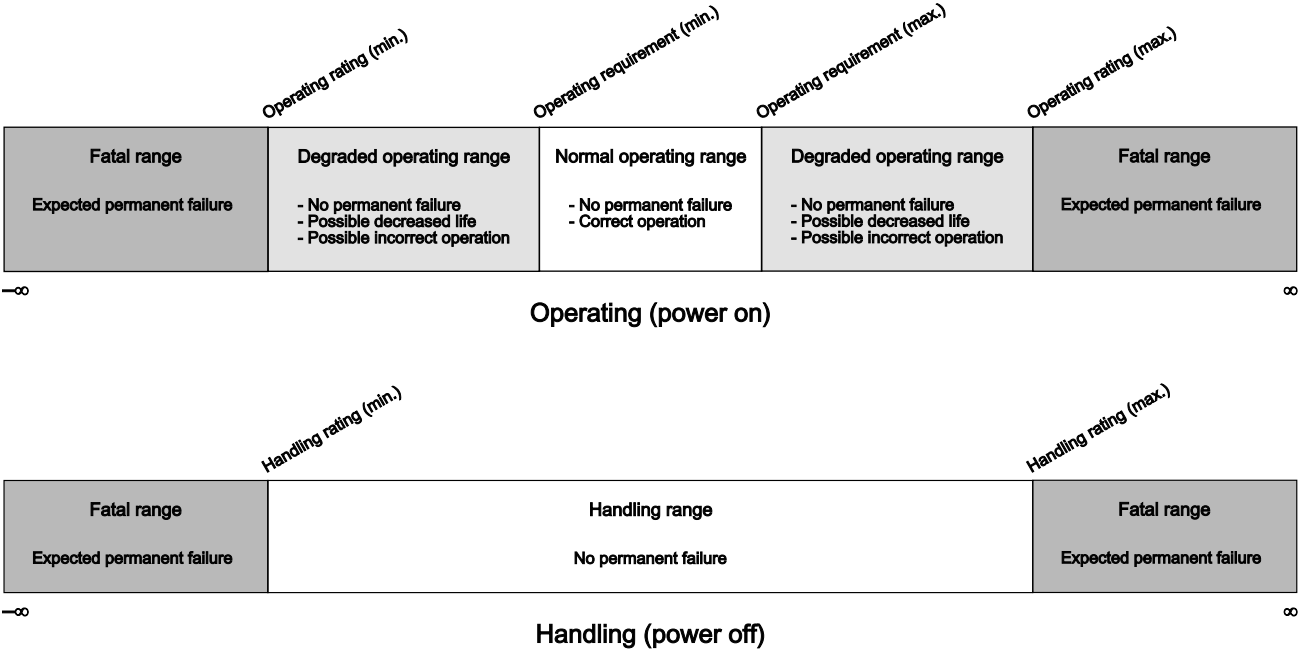 Operating rating (min.)
Operating requirement (min.)
Operating requirement (max.)
Operating rating (max.)
Fatal range
Expected permanent failure
Degraded operating range
- No permanent failure
- Possible decreased life
- Possible incorrect operation
Normal operating range
- No permanent failure
- Correct operation
Degraded operating range
- No permanent failure
- Possible decreased life
- Possible incorrect operation
Fatal range
Expected permanent failure
–∞
∞
Operating (power on)
Handling rating (min.)
Handling rating (max.)
Fatal range
Expected permanent failure
Handling range
No permanent failure
Fatal range
Expected permanent failure
–∞
∞
Handling (power off)